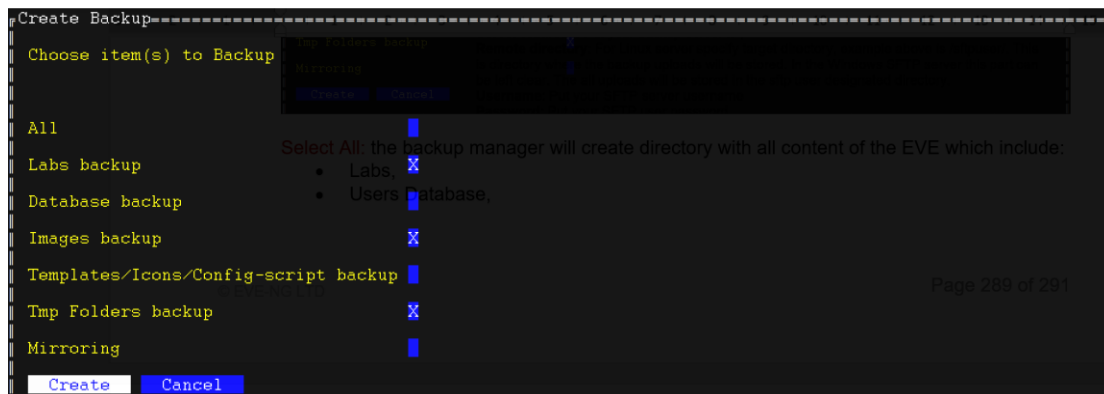 Create Backup
Choose item(s) to Backup
Tmp Folders backup X
Mirroring
Create Cancel
All
Select All: the backup manager will create directory with all content of the EVE which include:
Labs backup X
• Labs,
Database backup
• Users Database,
Images backup X
Templates/Icons/Config-script backup
Page 289 of 291
Tmp Folders backup X
Mirroring
Create Cancel